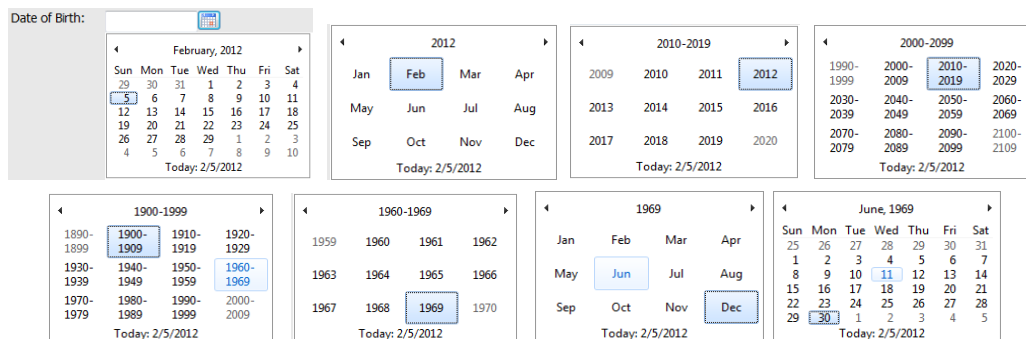 Date of Birth:
February, 2012
Sun Mon Tue Wed Thu Fri Sat
29 30 31 1 2 3 4
5 6 7 8 9 10 11
12 13 14 15 16 17 18
19 20 21 22 23 24 25
26 27 28 29 1 2 3
4 5 6 7 8 9 10
Today: 2/5/2012
2012
Jan Feb Mar Apr
May Jun Jul Aug
Sep Oct Nov Dec
Today: 2/5/2012
2010-2019
2009 2010 2011 2012
2013 2014 2015 2016
2017 2018 2019 2020
Today: 2/5/2012
2000-2099
1990- 2000- 2010- 2020-
1999 2009 2019 2029
2030- 2040- 2050- 2060-
2039 2049 2059 2069
2070- 2080- 2090- 2100-
2079 2089 2099 2109
Today: 2/5/2012
1900-1999
1890- 1900- 1910- 1920-
1899 1909 1919 1929
1930- 1940- 1950- 1960-
1939 1949 1959 1969
1970- 1980- 1990- 2000-
1979 1989 1999 2009
Today: 2/5/2012
1960-1969
1959 1960 1961 1962
1963 1964 1965 1966
1967 1968 1969 1970
Today: 2/5/2012
1969
Jan Feb Mar Apr
May Jun Jul Aug
Sep Oct Nov Dec
Today: 2/5/2012
June, 1969
Sun Mon Tue Wed Thu Fri Sat
25 26 27 28 29 30 31
1 2 3 4 5 6 7
8 9 10 11 12 13 14
15 16 17 18 19 20 21
22 23 24 25 26 27 28
29 30 1 2 3 4 5
Today: 2/5/2012